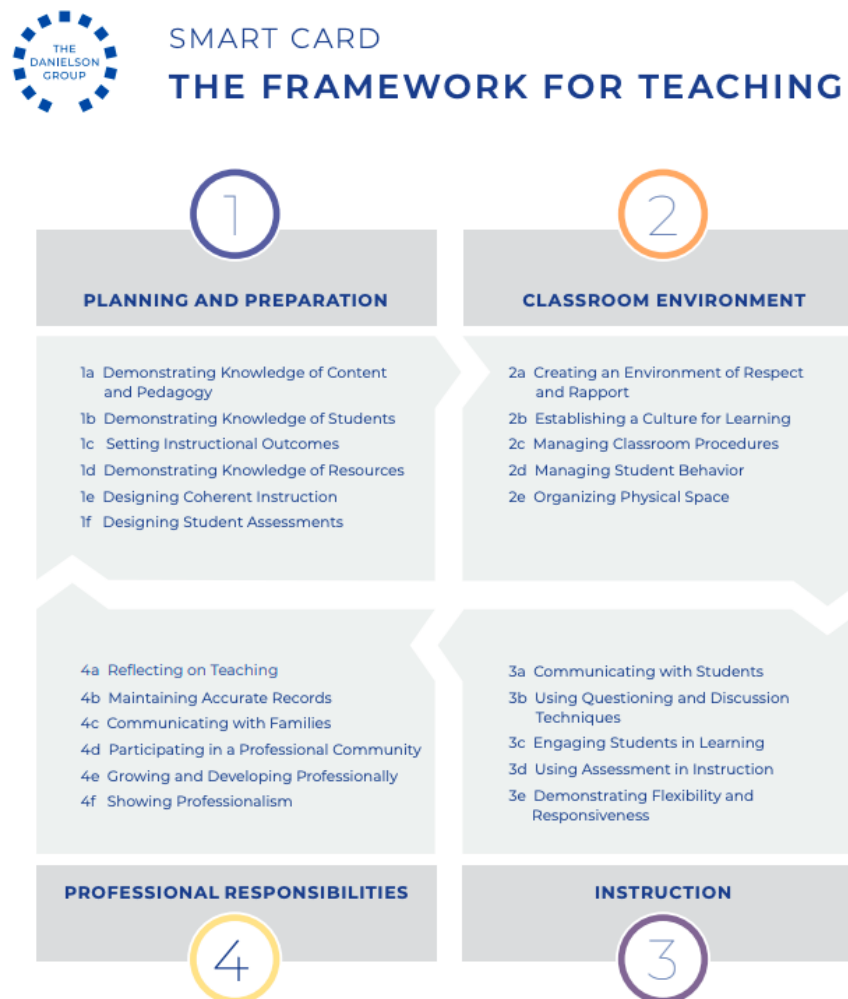 THE
DANIELSON
GROUP
SMART CARD
THE FRAMEWORK FOR TEACHING
1
PLANNING AND PREPARATION
1a Demonstrating Knowledge of Content
and Pedagogy
1b Demonstrating Knowledge of Students
1c Setting Instructional Outcomes
1d Demonstrating Knowledge of Resources
1e Designing Coherent Instruction
1f Designing Student Assessments
2
CLASSROOM ENVIRONMENT
2a Creating an Environment of Respect
and Rapport
2b Establishing a Culture for Learning
2c Managing Classroom Procedures
2d Managing Student Behavior
2e Organizing Physical Space
3a Communicating with Students
3b Using Questioning and Discussion
Techniques
3c Engaging Students in Learning
3d Using Assessment in Instruction
3e Demonstrating Flexibility and
Responsiveness
INSTRUCTION
3
4a Reflecting on Teaching
4b Maintaining Accurate Records
4c Communicating with Families
4d Participating in a Professional Community
4e Growing and Developing Professionally
4f Showing Professionalism
PROFESSIONAL RESPONSIBILITIES
4